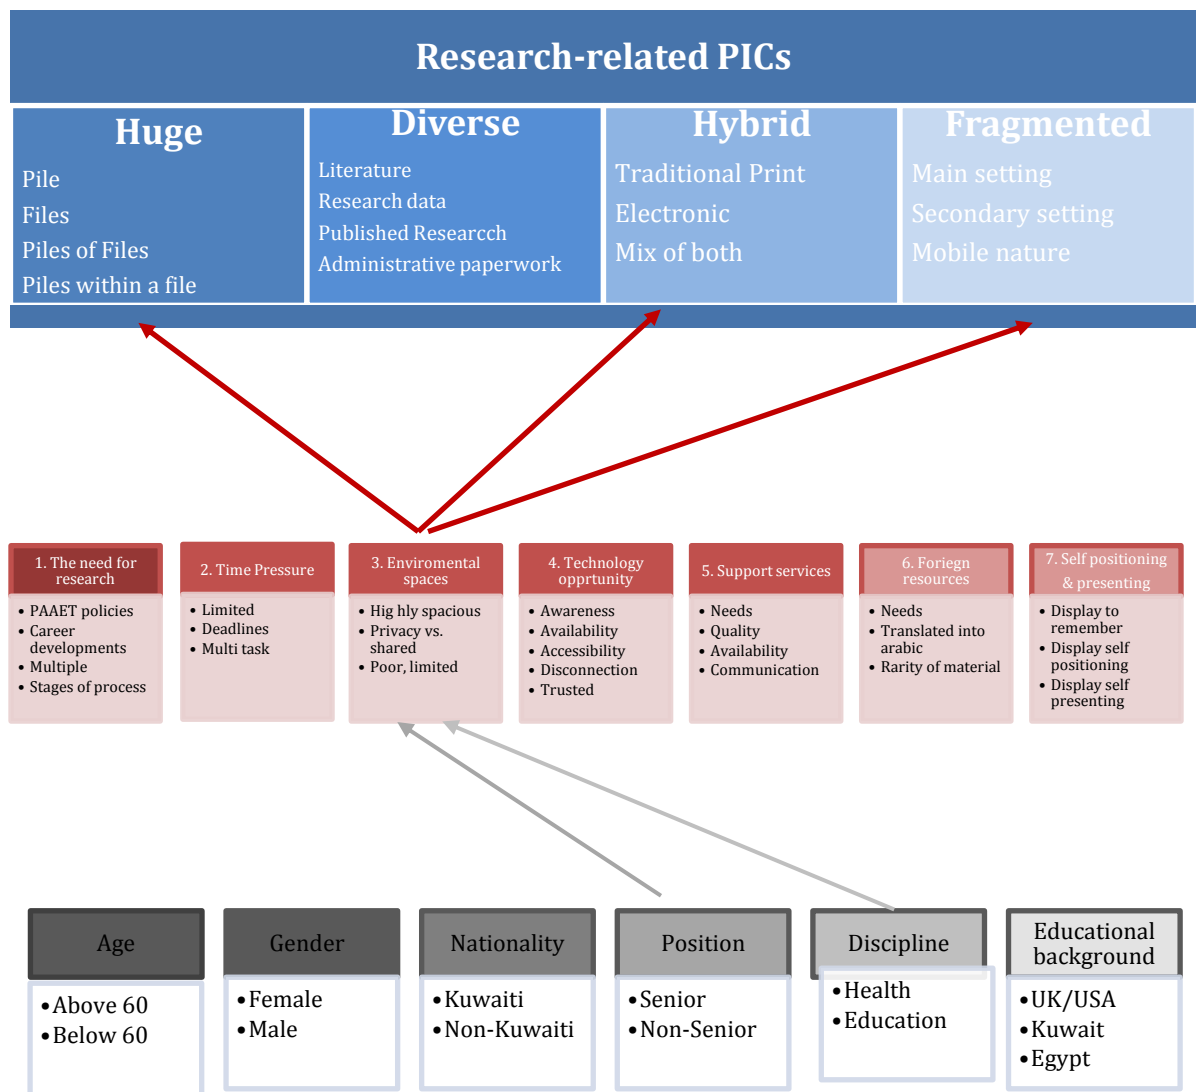 Research-related PICs
Huge
Pile
Files
Piles of Files
Piles within a file
Diverse
Literature
Research data
Published Researcch
Administrative paperwork
Hybrid
Traditional Print
Electronic
Mix of both
Fragmented
Main setting
Secondary setting
Mobile nature
1. The need for
research
• PAAET policies
• Career
developments
• Multiple
• Stages of process
2. Time Pressure
• Limited
• Deadlines
• Multi task
3. Enviromental
spaces
• Hig hly spacious
• Privacy vs.
shared
• Poor, limited
4. Technology
opprtunity
• Awareness
• Availability
• Accessibility
• Disconnection
• Trusted
5. Support services
• Needs
• Quality
• Availability
• Communication
6. Foriegn
resources
• Needs
• Translated into
arabic
• Rarity of material
7. Self positioning
& presenting
• Display to
remember
• Display self
positioning
• Display self
presenting
Age
•Above 60
•Below 60
Gender
•Female
•Male
Nationality
•Kuwaiti
•Non-Kuwaiti
Position
•Senior
•Non-Senior
Discipline
•Health
•Education
Educational
background
•UK/USA
•Kuwait
•Egypt